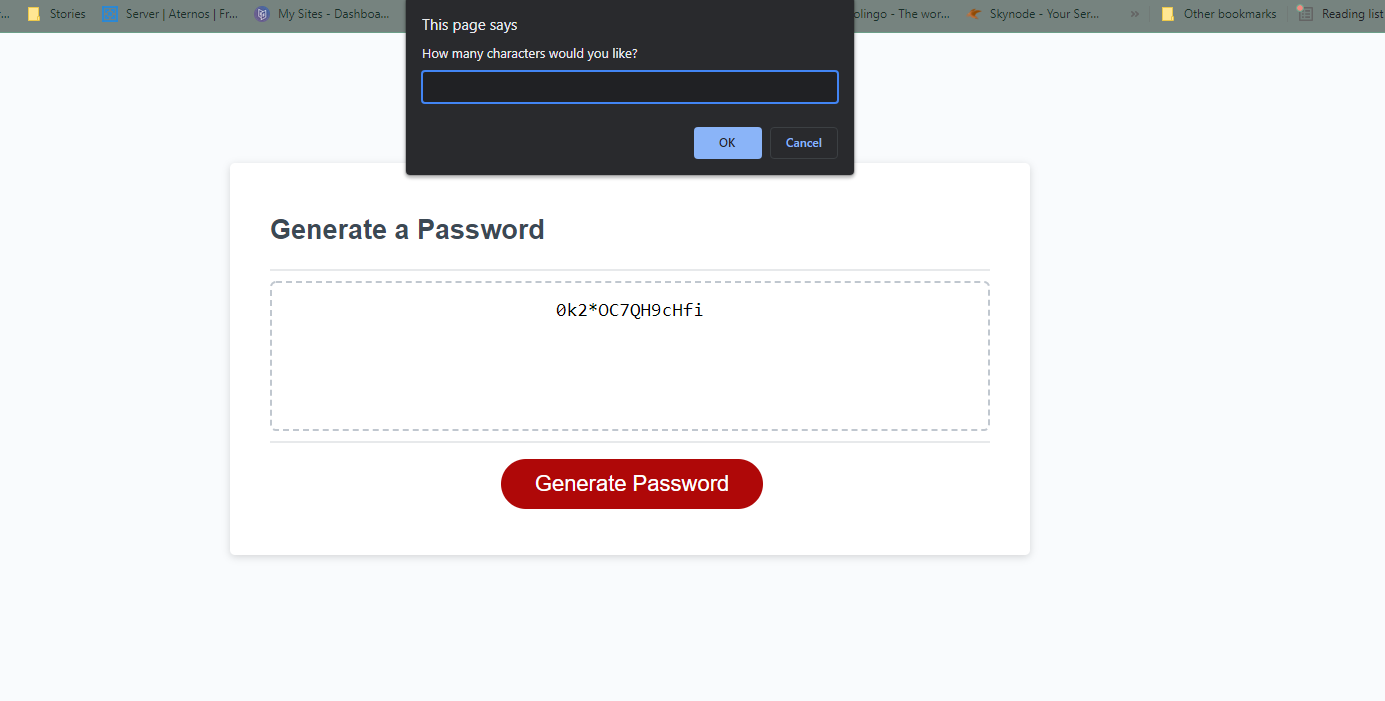 ... Stories Server | Aternos | Fr... My Sites - Dashboa... olingo - The wor... Skynode - Your Ser... » Other bookmarks Reading list
This page says
How many characters would you like?
OK Cancel
Generate a Password
0k2*OC7QH9cHfi
Generate Password